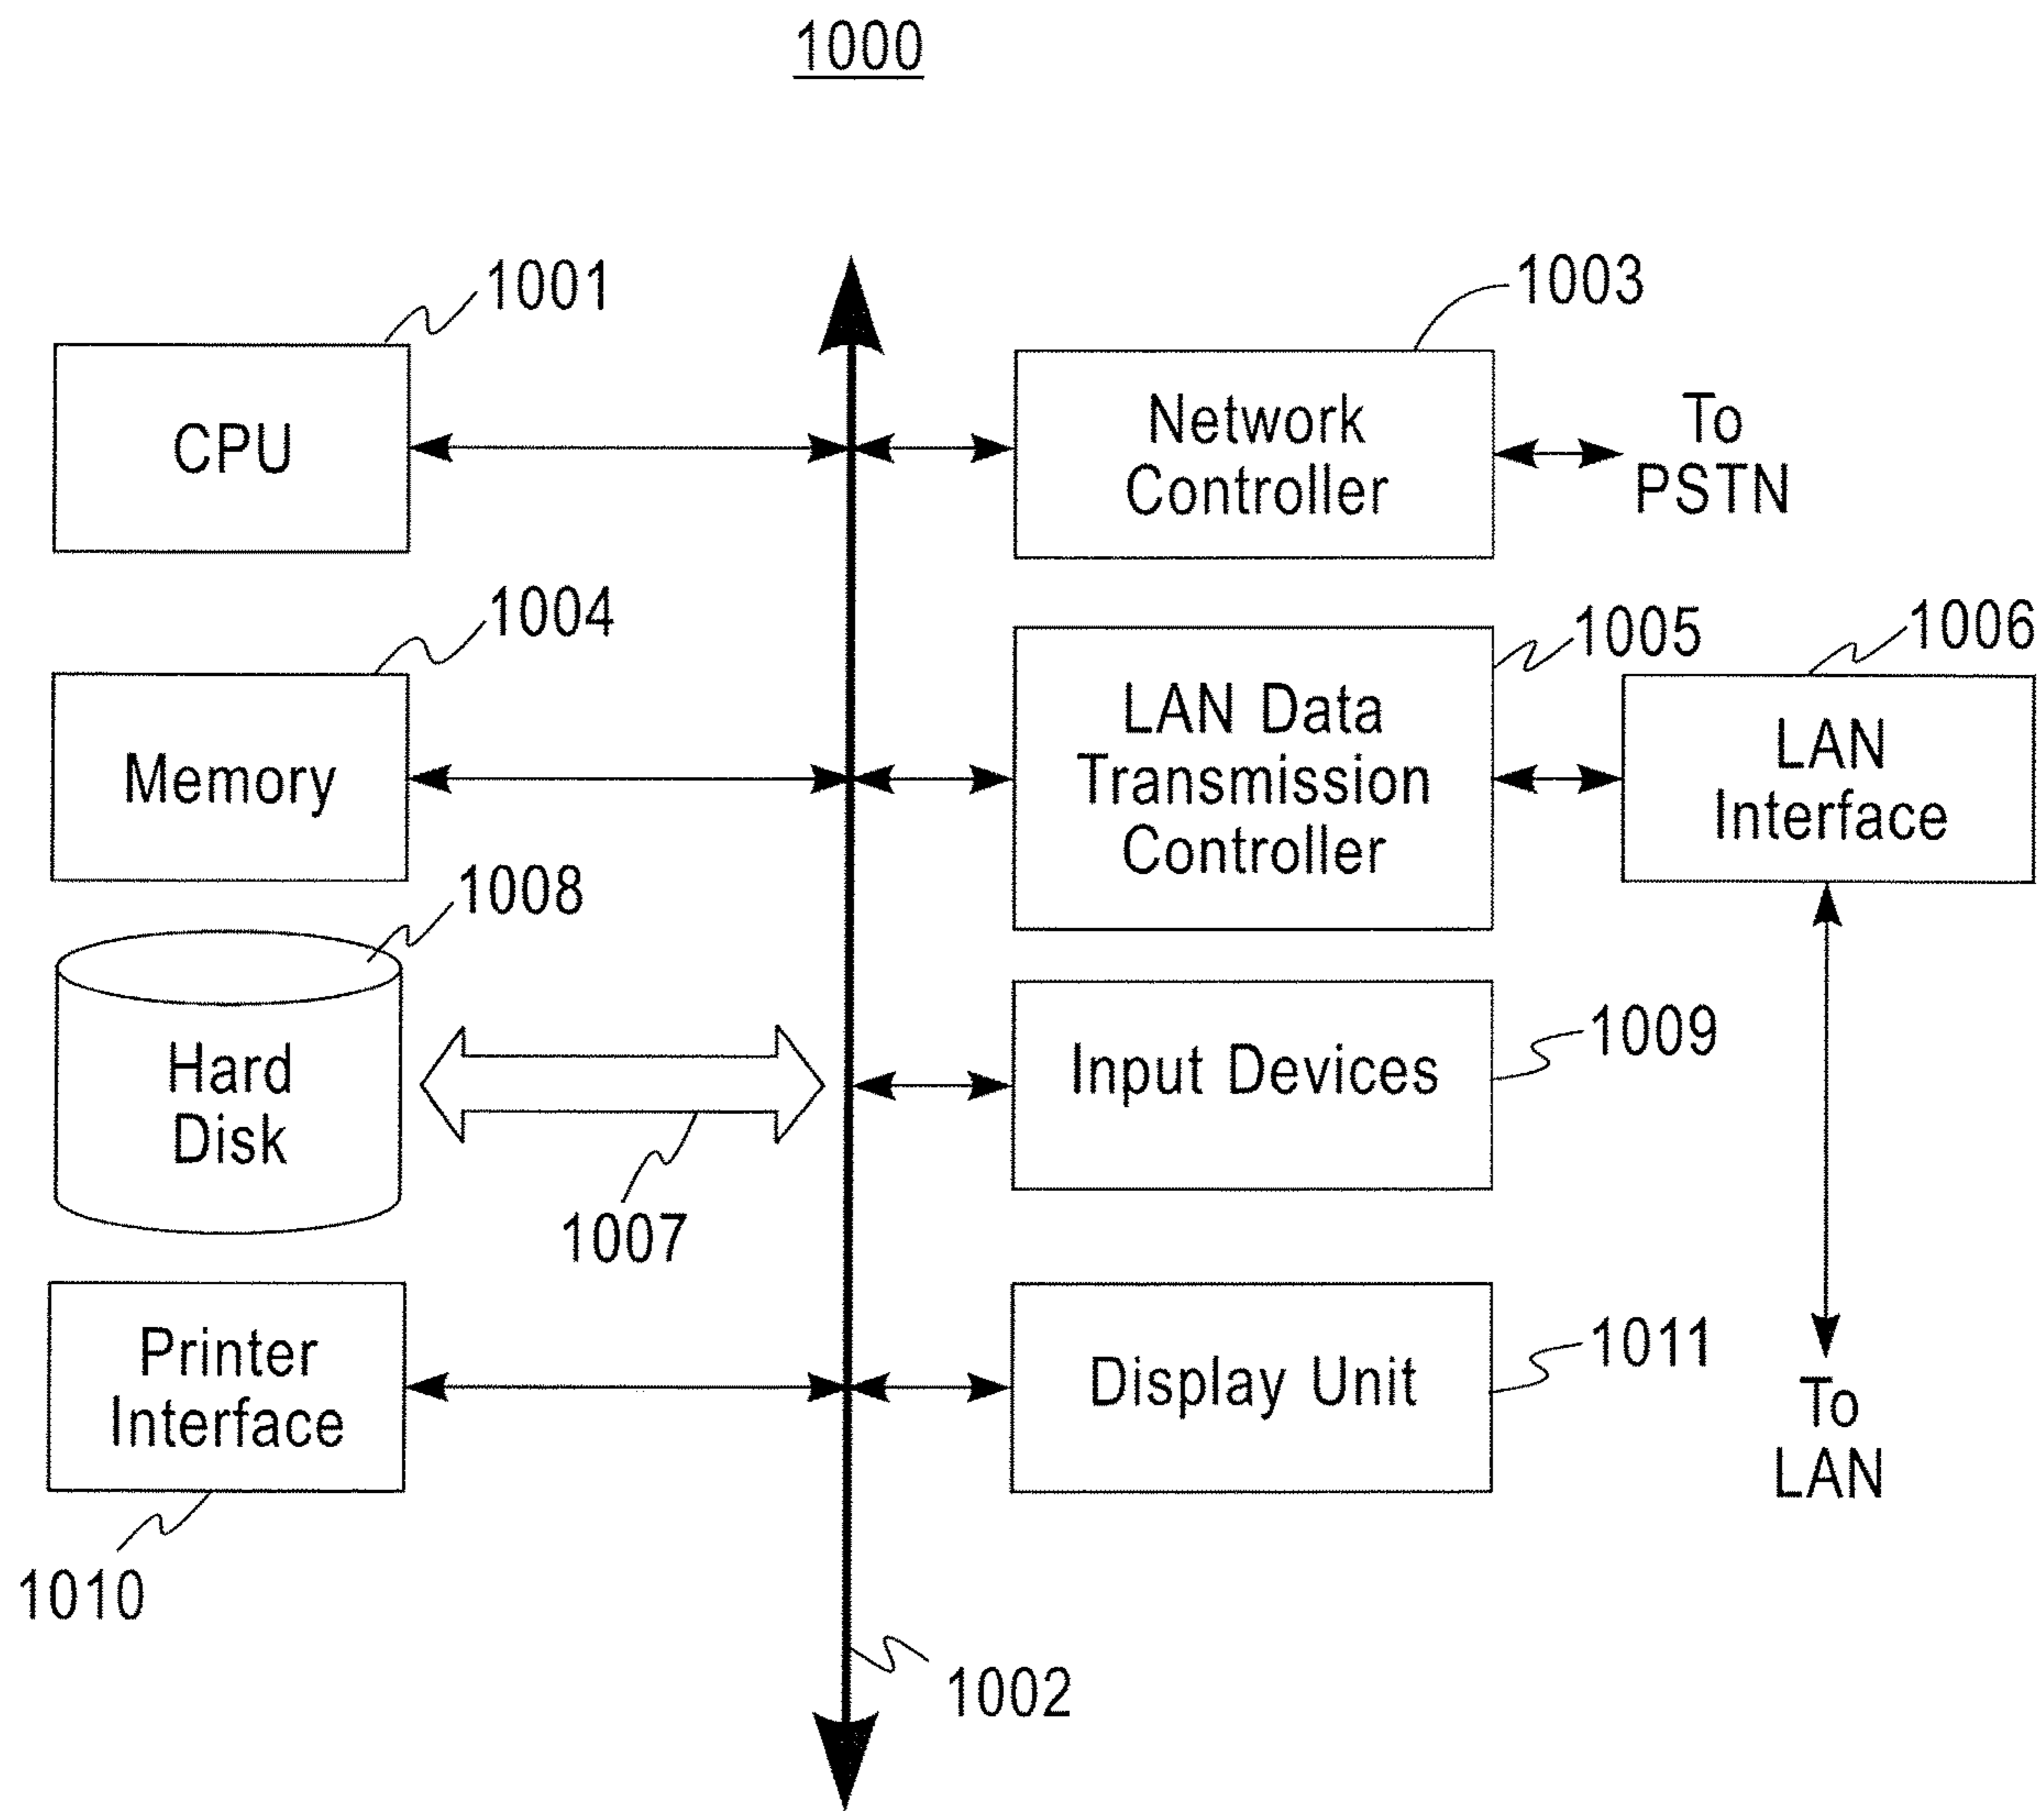 1000
1001
CPU
1003
Network
Controller
To
PSTN
1004
Memory
1005
LAN Data
Transmission
Controller
1006
LAN
Interface
1008
Hard
Disk
1007
1009
Input Devices
Printer
Interface
1010
1011
Display Unit
To
LAN
1002